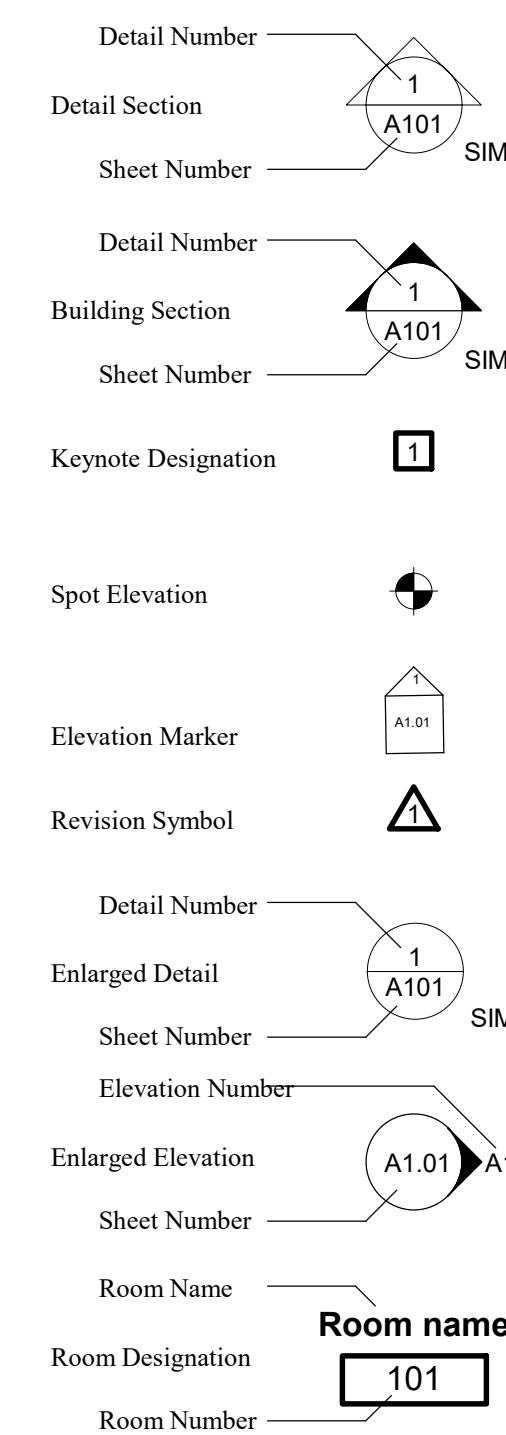 Detail Number
1
Detail Section
A101
SIM
Sheet Number
Detail Number
1
Building Section
A101
SIM
Sheet Number
Keynote Designation
1
Spot Elevation
1
A1.01
Elevation Marker
Revision Symbol
1
Detail Number
1
Enlarged Detail
A101
SIM
Sheet Number
Elevation Number
Enlarged Elevation
A1.01
Sheet Number
Room Name
Room name
Room Designation
101
Room Number